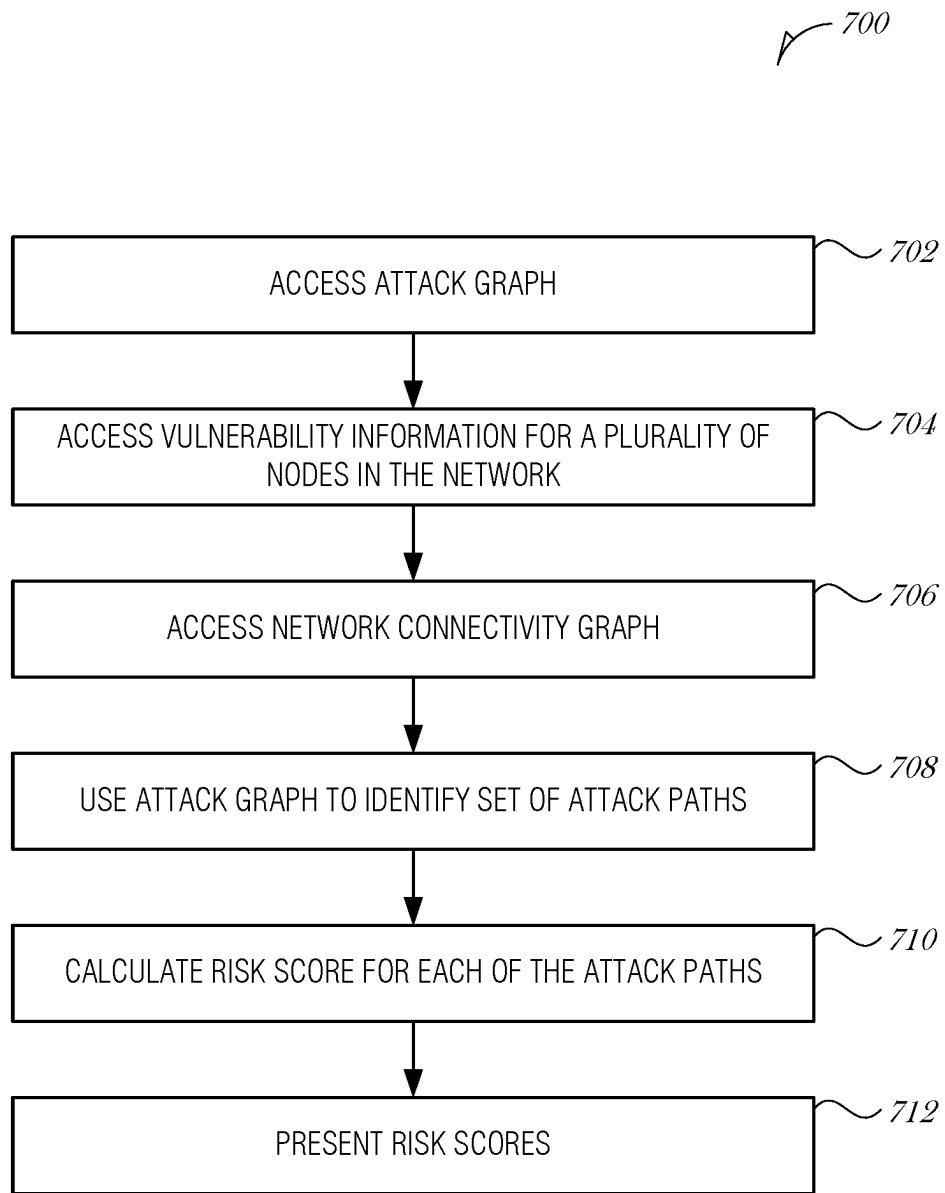 700
702
ACCESS ATTACK GRAPH
704
ACCESS VULNERABILITY INFORMATION FOR A PLURALITY OF
NODES IN THE NETWORK
706
ACCESS NETWORK CONNECTIVITY GRAPH
708
USE ATTACK GRAPH TO IDENTIFY SET OF ATTACK PATHS
710
CALCULATE RISK SCORE FOR EACH OF THE ATTACK PATHS
712
PRESENT RISK SCORES